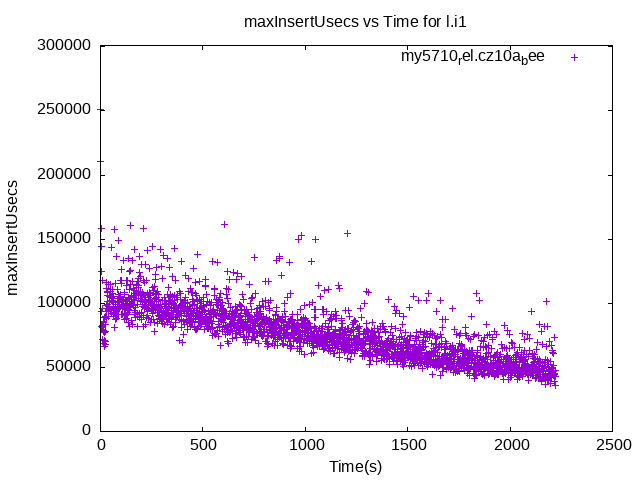 maxInsertUsecs vs Time for l.i1
300000
my5710rel.cz10abee
250000
200000
150000
100000
50000
0
maxInsertUsecs
0 500 1000 1500 2000 2500
Time(s)